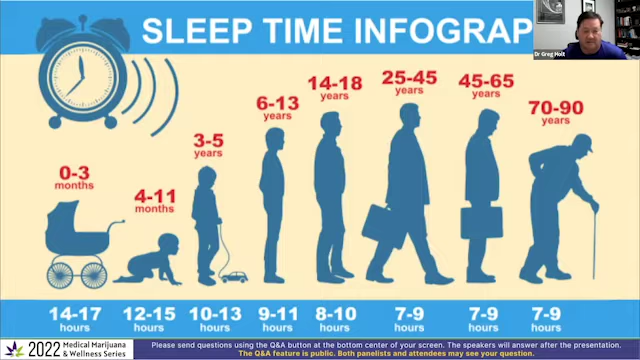 SLEEP TIME INFOGRAP
Dr Greg Holt
0-3
months
4-11
months
3-5
years
6-13
years
14-18
years
25-45
years
45-65
years
70-90
years
14-17
hours
12-15
hours
10-13
hours
9-11
hours
8-10
hours
7-9
hours
7-9
hours
7-9
hours
2022 Medical Marijuana
& Wellness Series
Please send questions using the Q&A button at the bottom center of your screen. The speakers will answer after the presentation.
The Q&A feature is public. Both panelists and attendees may see your question.